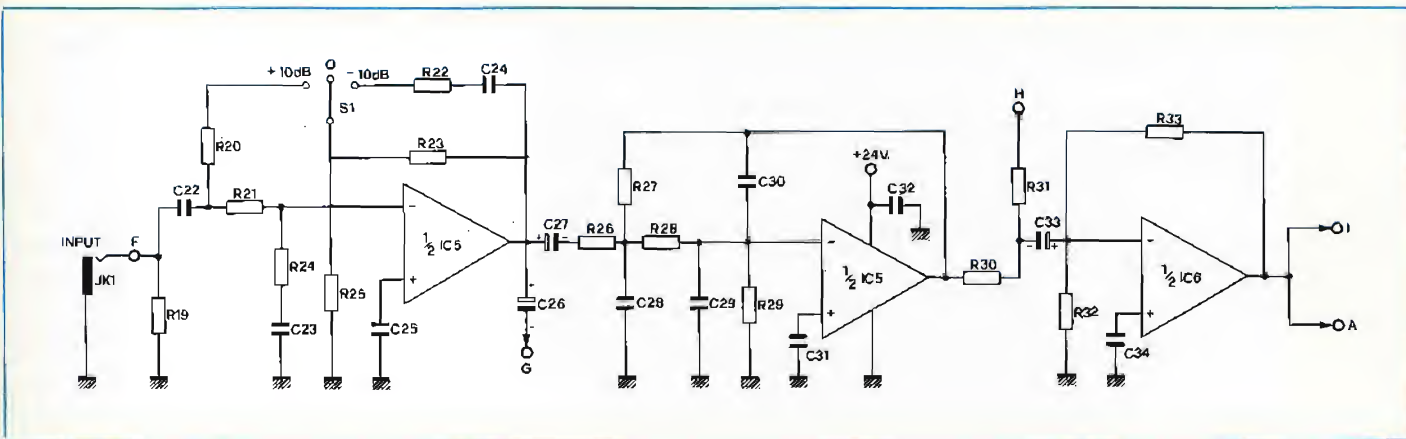 +10dB
0
-10dB
S1
R22
C24
R20
R23
C22
R21
INPUT
F
JK1
R19
R24
C23
R25
-
+
½ IC5
C25
C27
+
-
R26
C26
+
-
G
R27
C30
R28
C28
C29
R29
+24V
C32
-
+
½ IC5
C31
R30
H
R31
C33
-
+
R32
R33
-
+
½ IC6
C34
I
A